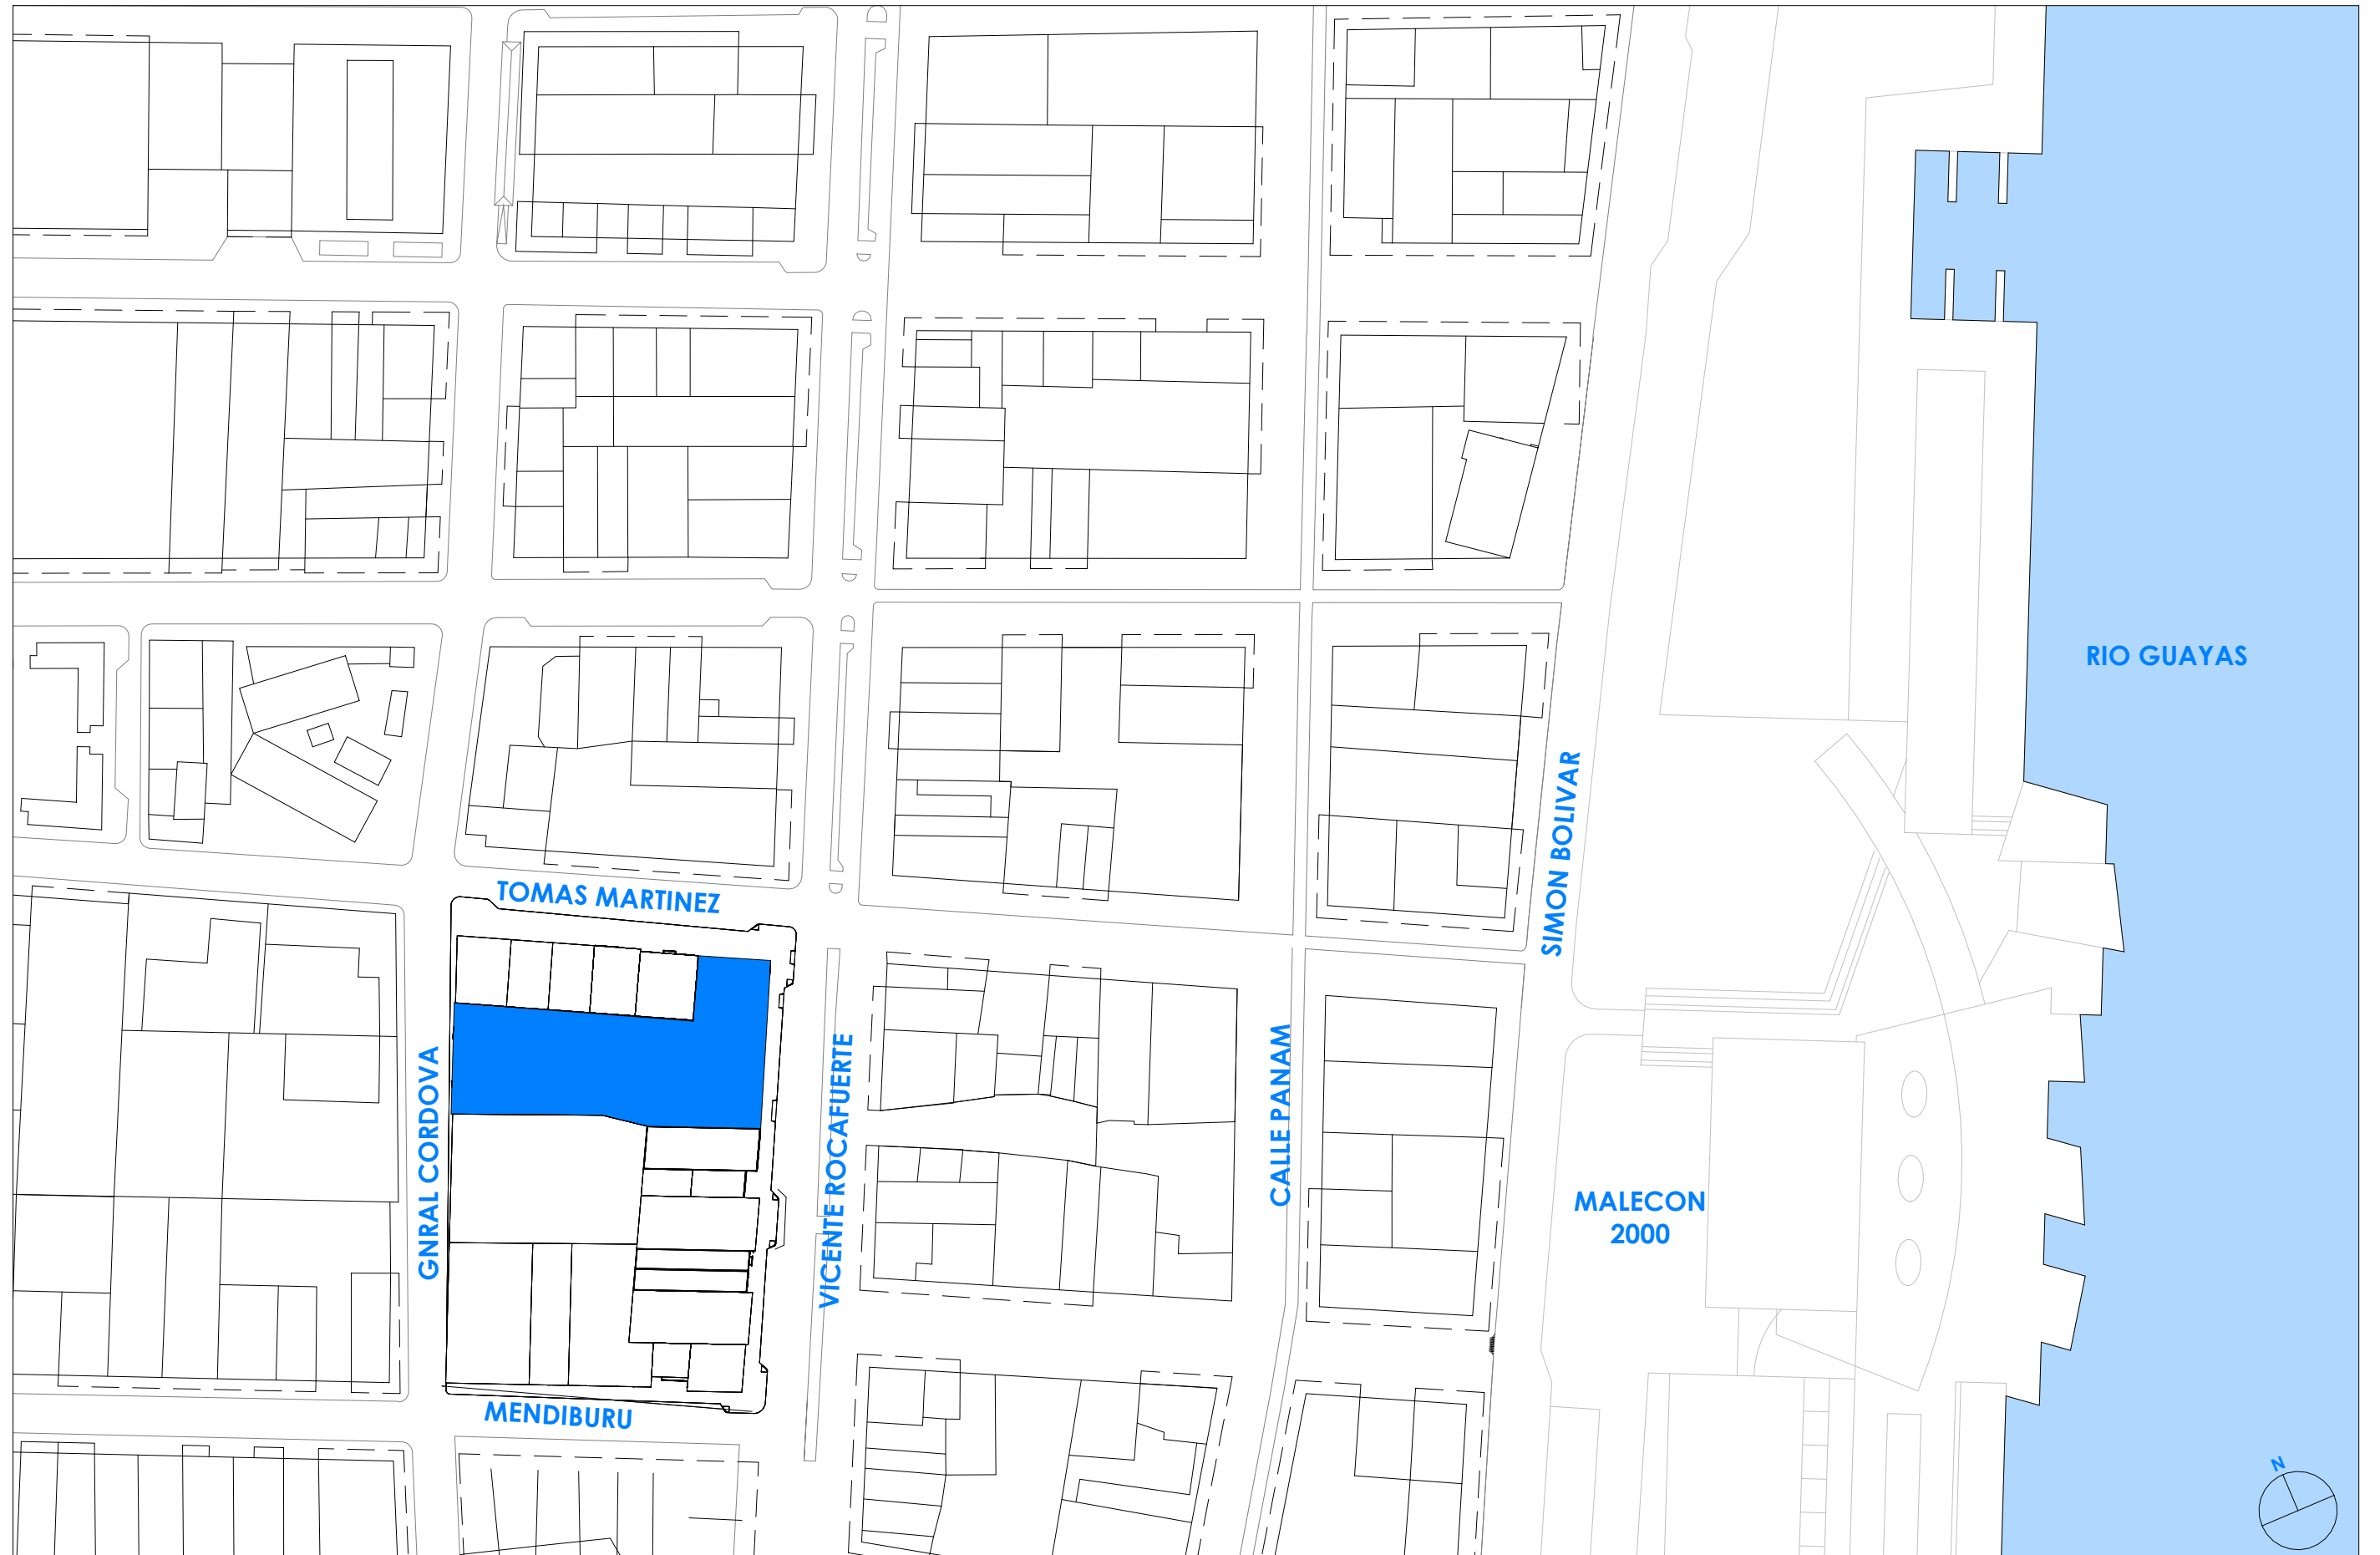 RIO GUAYAS
SIMON BOLIVAR
TOMAS MARTINEZ
GNRAL CORDOVA
VICENTE ROCAFUERTE
CALLE PANAM
MALECON
2000
MENDIBURU
N